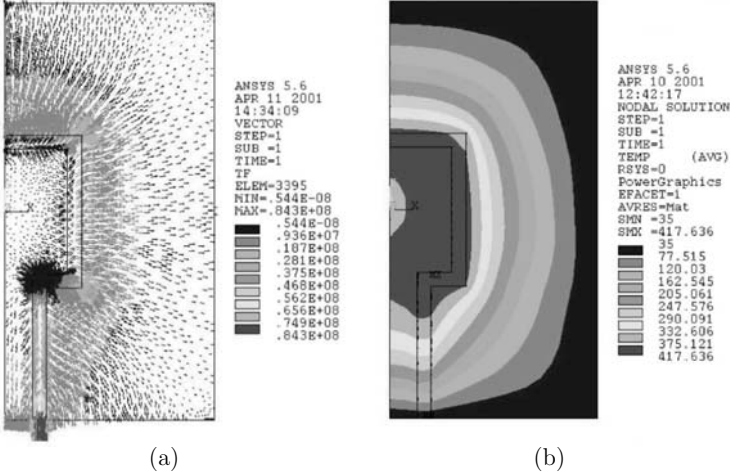 ANSYS 5.6
APR 11 2001
14:34:09
VECTOR
STEP=1
SUB =1
TIME=1
TF
ELEM=3395
MIN=.544E-08
MAX=.843E+08
.544E-08
.936E+07
.187E+08
.281E+08
.375E+08
.468E+08
.562E+08
.656E+08
.749E+08
.843E+08
X
(a)
ANSYS 5.6
APR 10 2001
12:42:17
NODAL SOLUTION
STEP=1
SUB =1
TIME=1
TEMP (AVG)
RSYS=0
PowerGraphics
EFACET=1
AVRES=Mat
SMN =35
SMX =417.636
35
77.515
120.03
162.545
205.061
247.576
290.091
332.606
375.121
417.636
X
MX
(b)